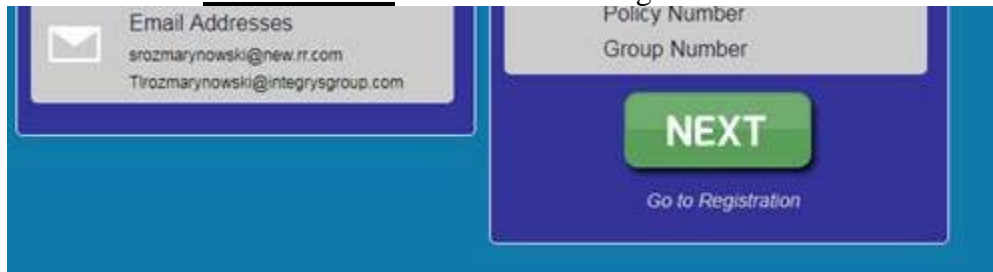 Email Addresses
srozmarynowski@new.rr.com
Tlrozmarynowski@integrysgroup.com
Policy Number
Group Number
NEXT
Go to Registration